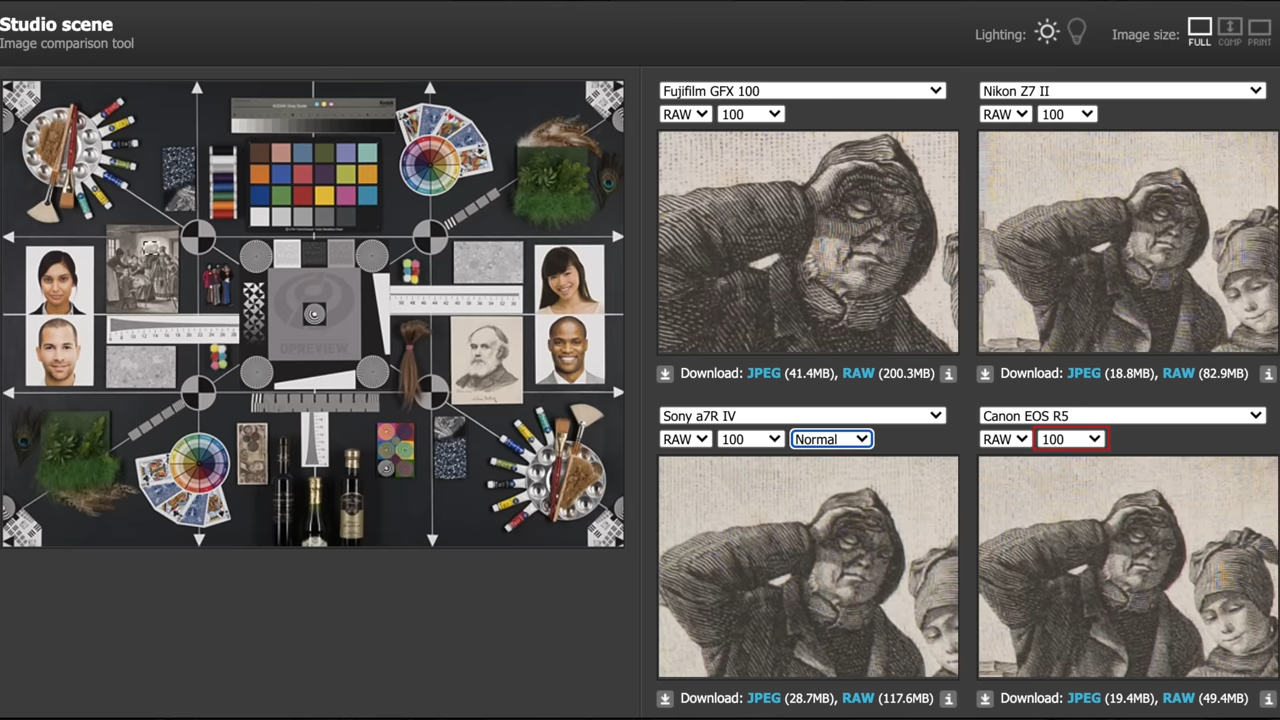 Studio scene
Image comparison tool
Lighting:
Image size:
FULL
COMP
PRINT
Kodak
DPREVIEW
Fujifilm GFX 100
RAW 100
Download: JPEG (41.4MB), RAW (200.3MB)
Nikon Z7 II
RAW 100
Download: JPEG (18.8MB), RAW (82.9MB)
Sony a7R IV
RAW 100 Normal
Download: JPEG (28.7MB), RAW (117.6MB)
Canon EOS R5
RAW 100
Download: JPEG (19.4MB), RAW (49.4MB)